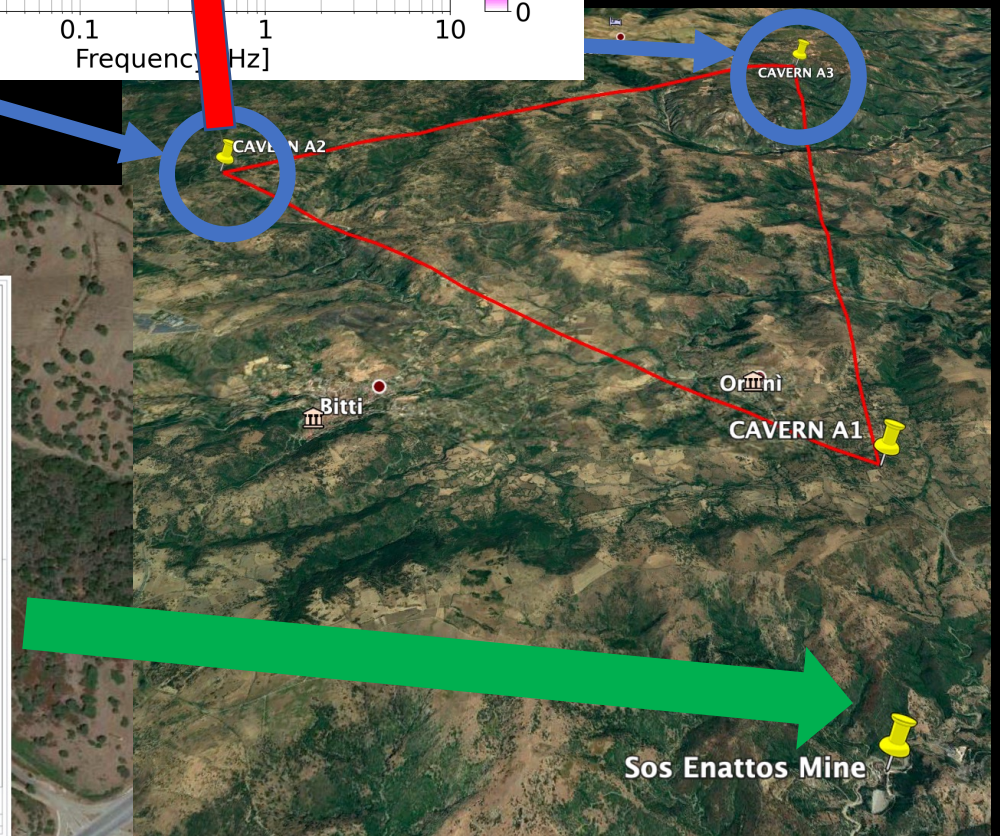 0.1 1 10 0
Frequency [Hz]
CAVERN A3
CAVERN A2
Bitti
CAVERN A1
Sos Enattos Mine